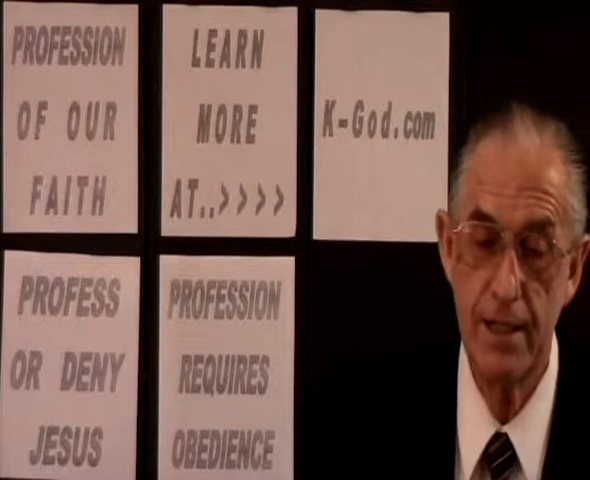 PROFESSION
OF OUR
FAITH
LEARN
MORE
AT..>>>>
K-God.com
PROFESS
OR DENY
JESUS
PROFESSION
REQUIRES
OBEDIENCE